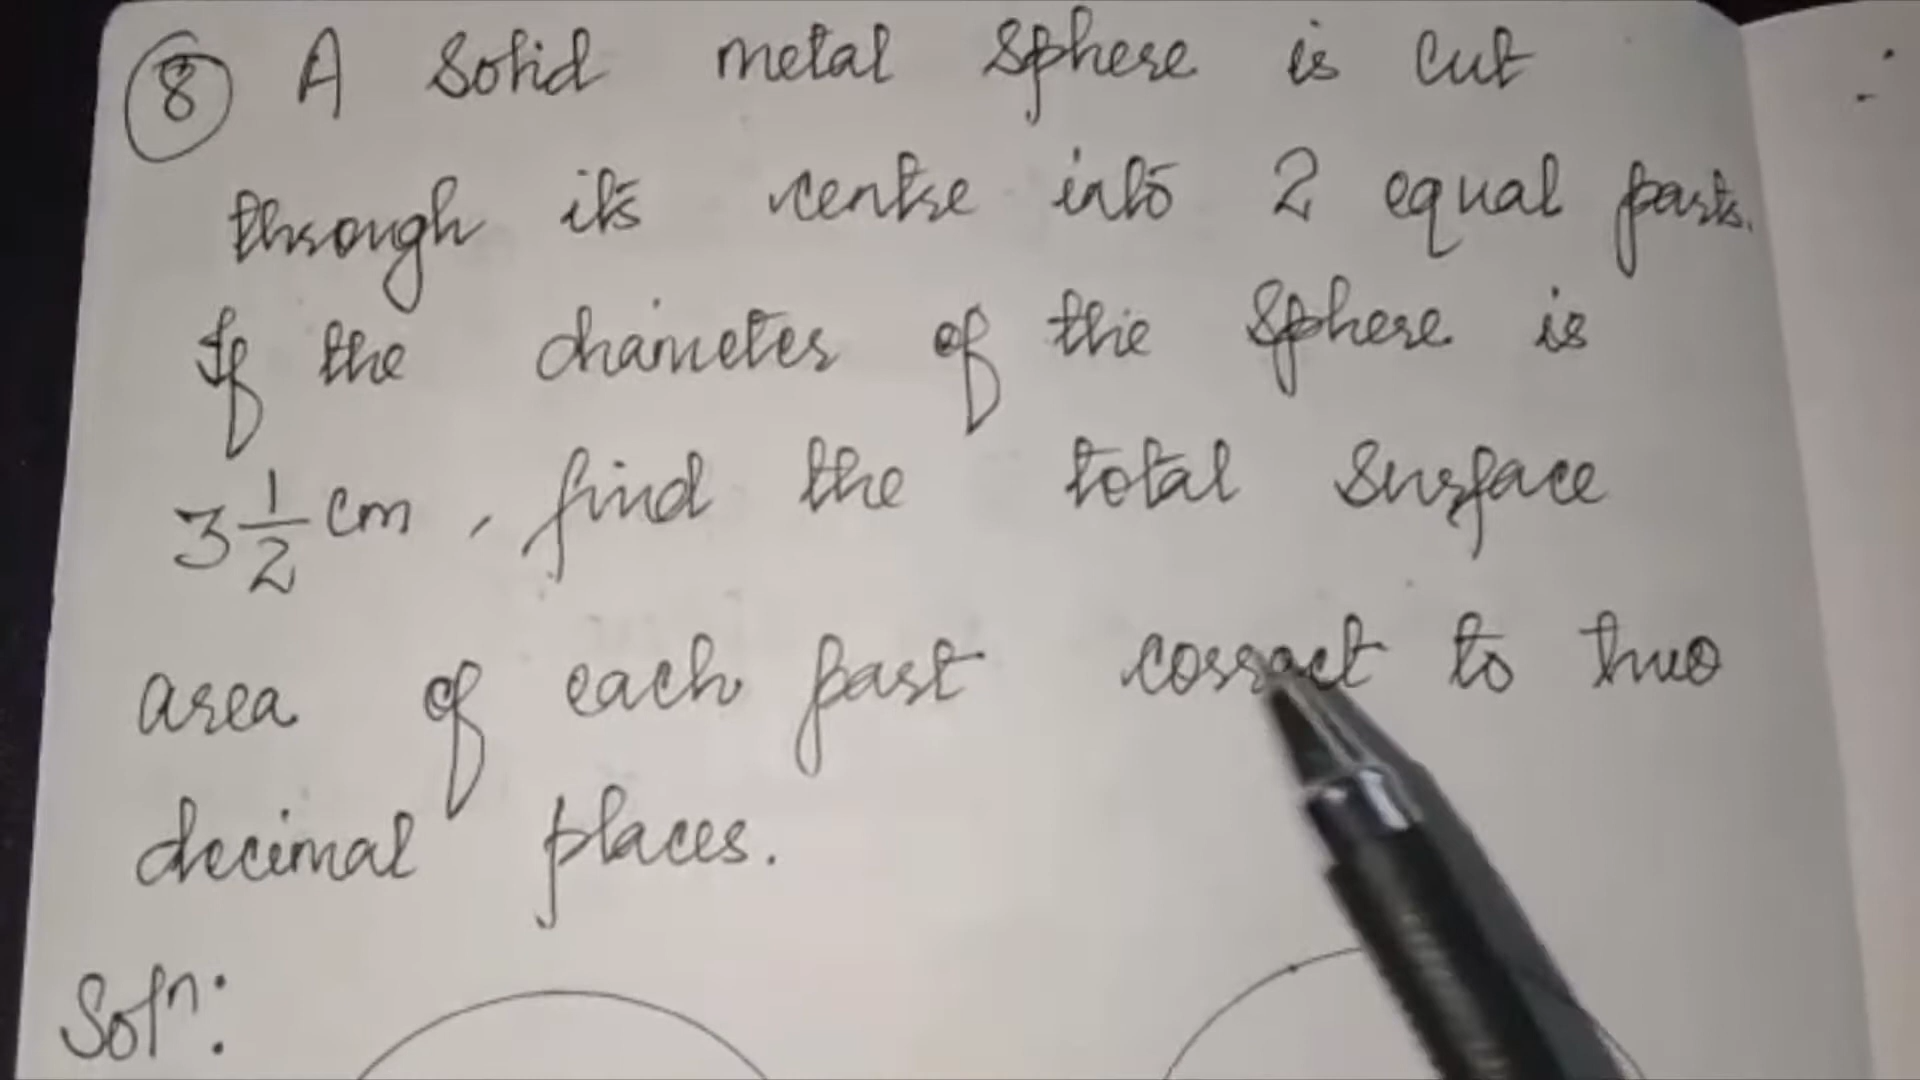 8 A solid metal sphere is cut
through its centre into 2 equal parts.
If the diameter of the sphere is
3 1/2 cm, find the total surface
area of each part correct to two
decimal places.
Soln: